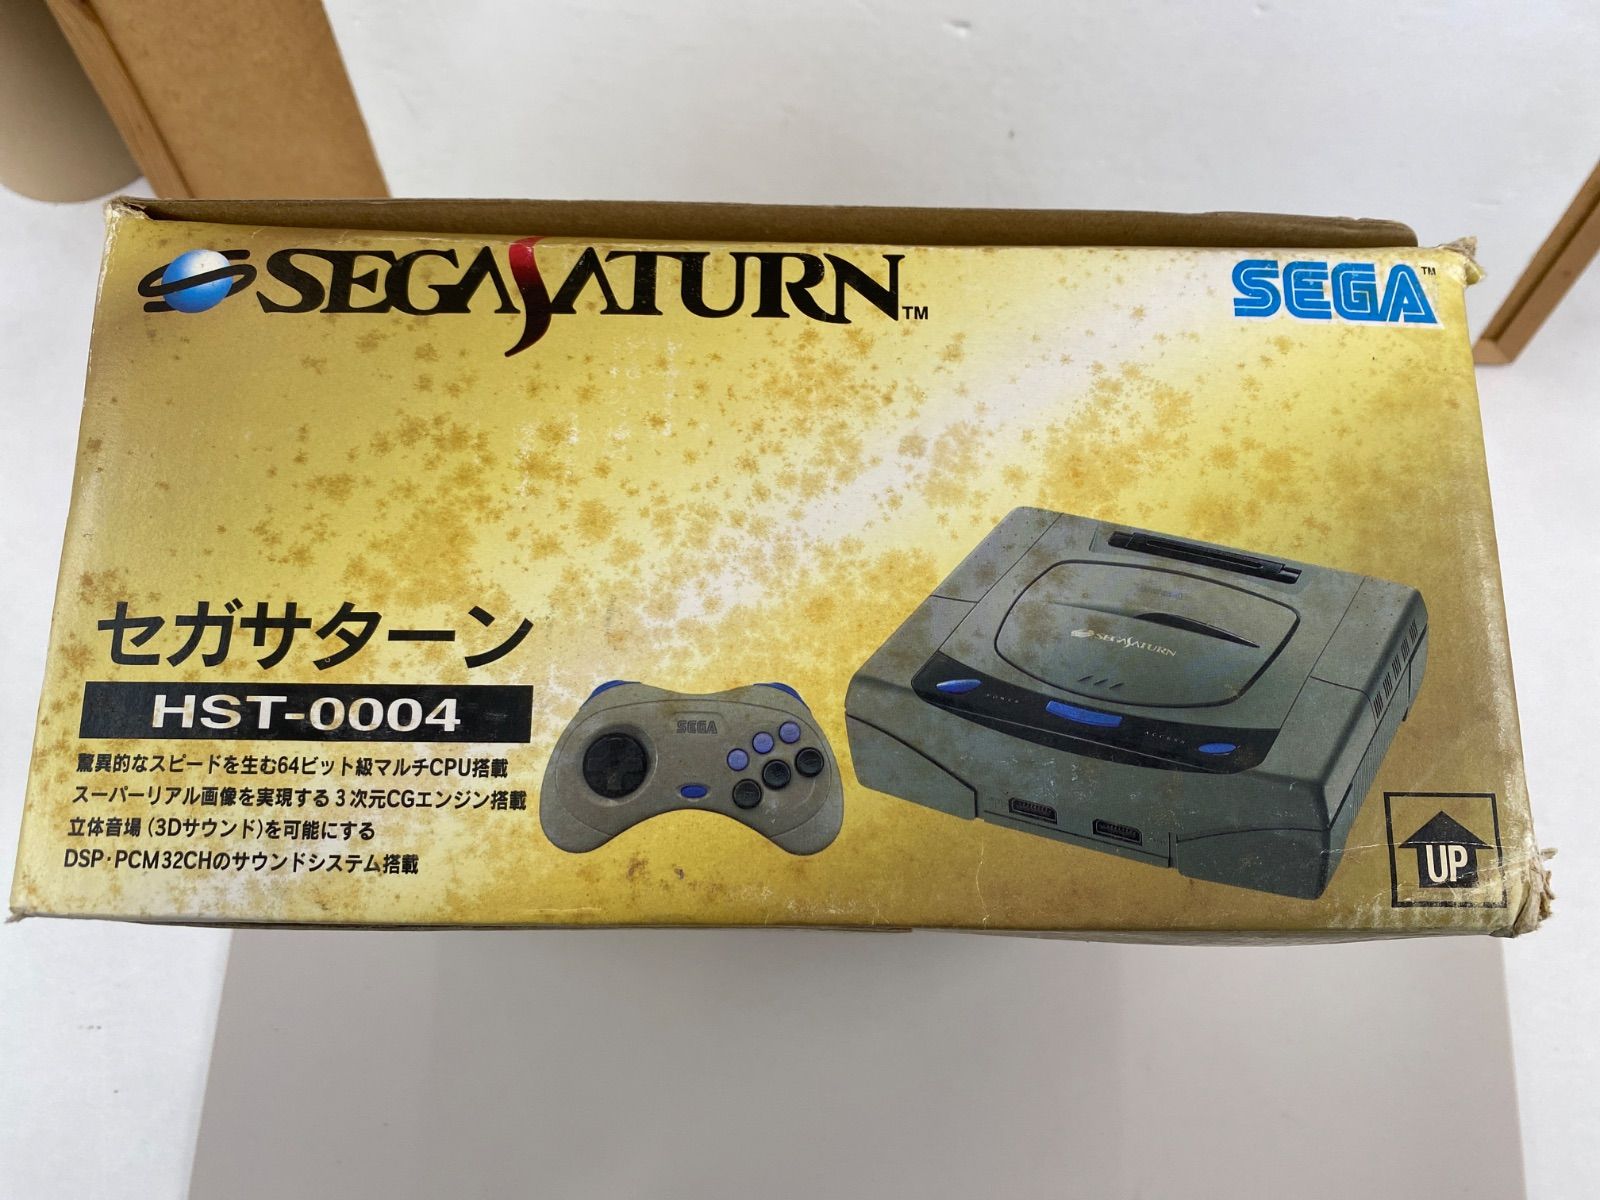 SEGA SATURN™
SEGA™
セガサターン
HST-0004
驚異的なスピードを生む64ビット級マルチCPU搭載
スーパーリアル画像を実現する3次元CGエンジン搭載
立体音場(3Dサウンド)を可能にする
DSP・PCM32CHのサウンドシステム搭載
SEGA
SEGA SATURN
POWER
ACCESS
UP